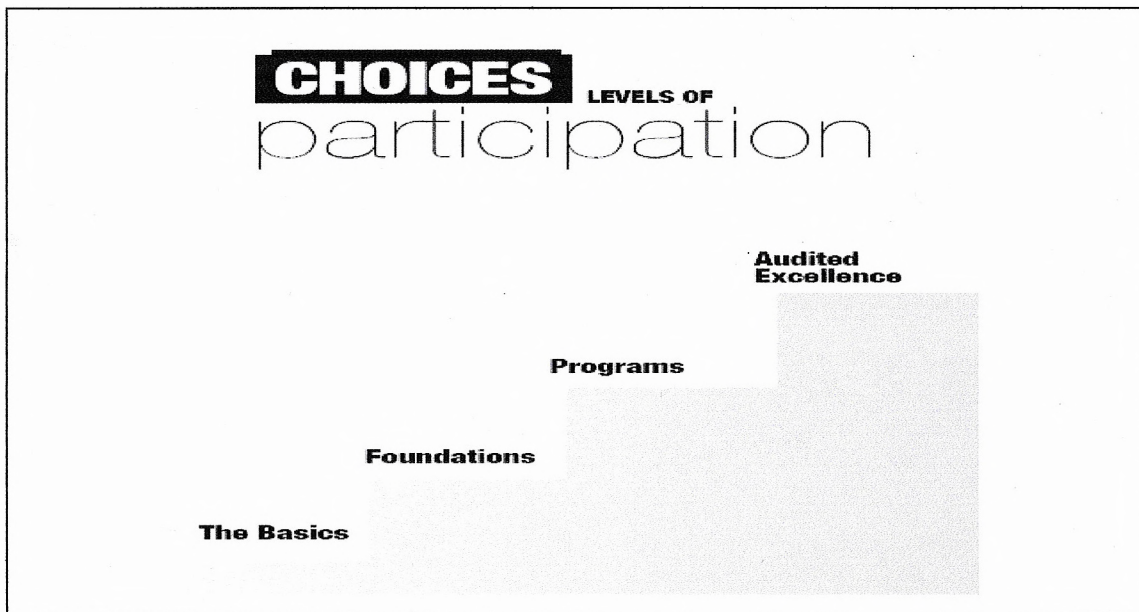 CHOICES LEVELS OF
participation
Audited
Excellence
Programs
Foundations
The Basics